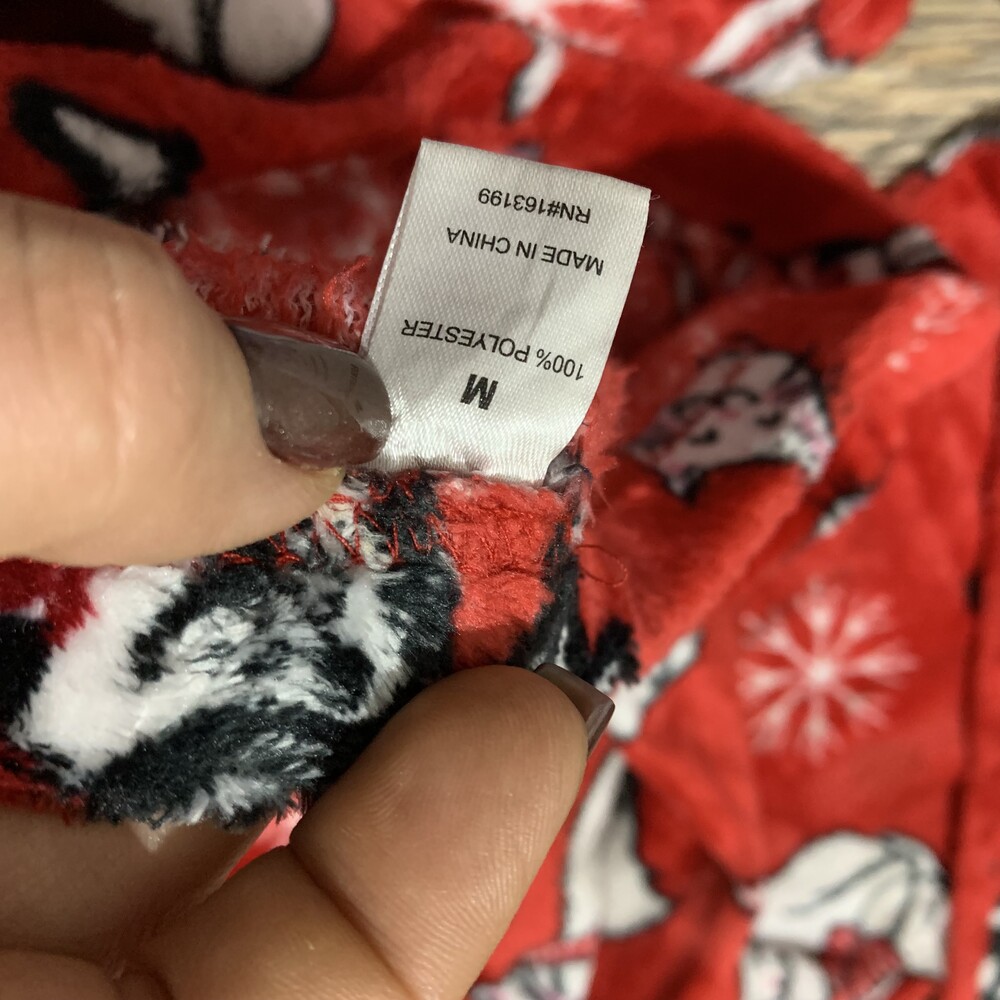 M
100% POLYESTER
MADE IN CHINA
RN#163199